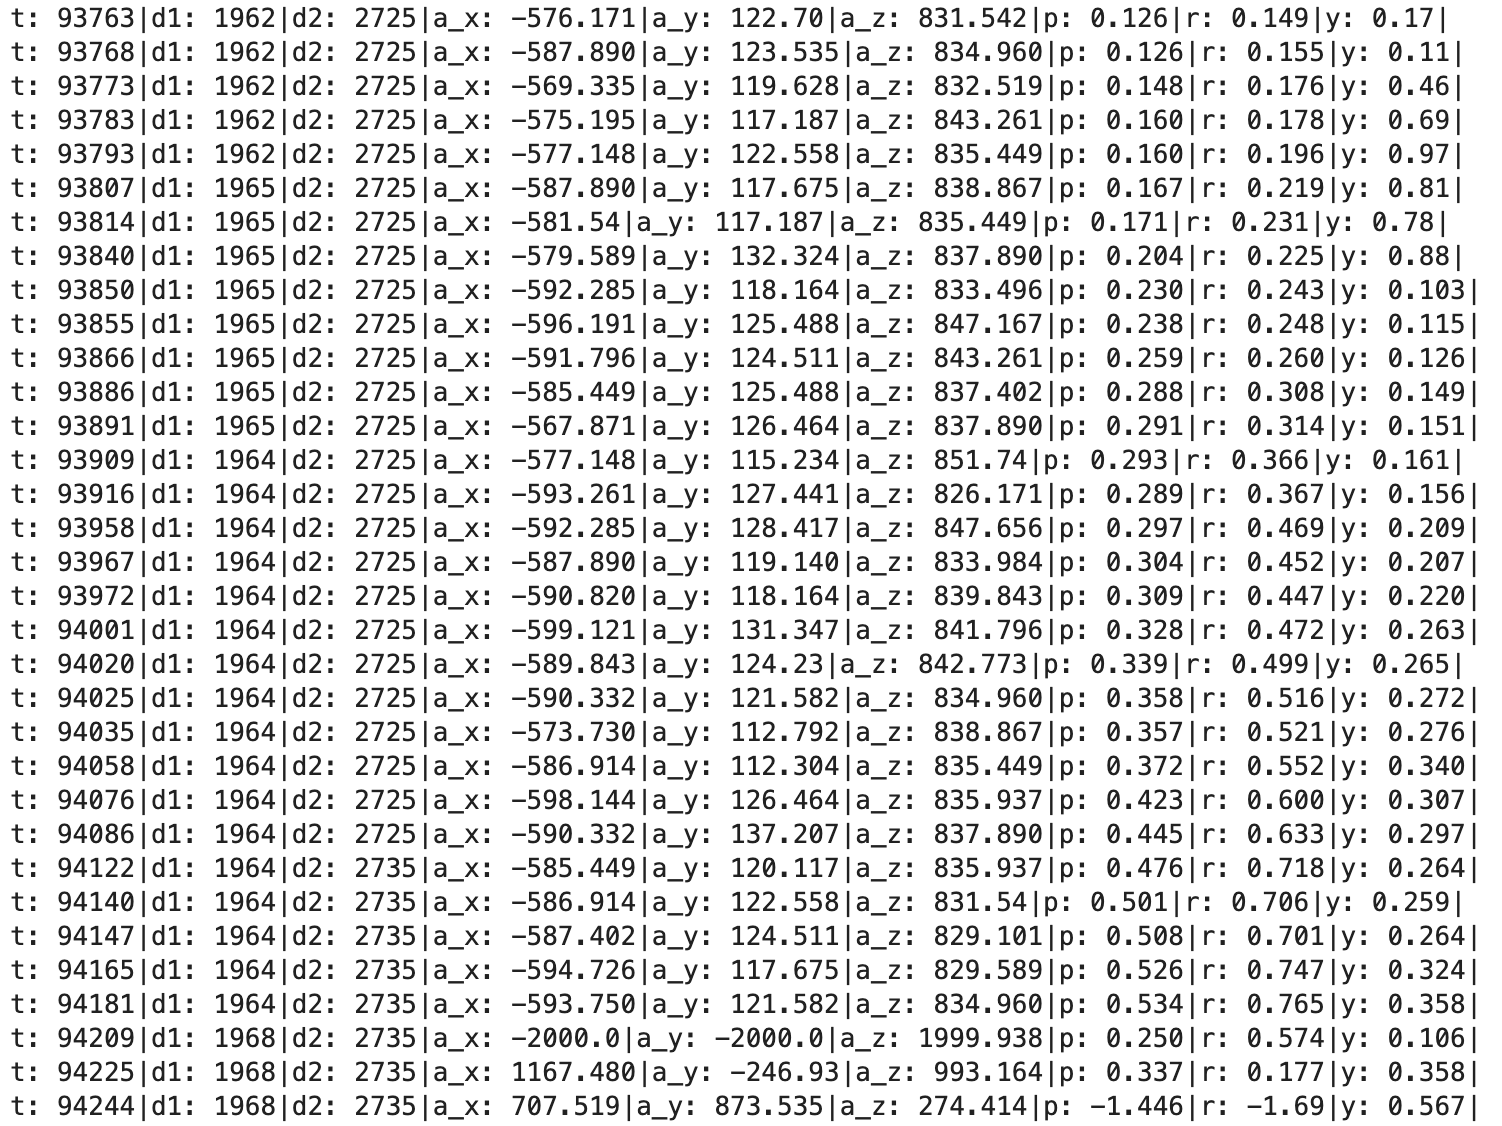 t: 93763|d1: 1962|d2: 2725|a_x: -576.171|a_y: 122.70|a_z: 831.542|p: 0.126|r: 0.149|y: 0.17|
t: 93768|d1: 1962|d2: 2725|a_x: -587.890|a_y: 123.535|a_z: 834.960|p: 0.126|r: 0.155|y: 0.11|
t: 93773|d1: 1962|d2: 2725|a_x: -569.335|a_y: 119.628|a_z: 832.519|p: 0.148|r: 0.176|y: 0.46|
t: 93783|d1: 1962|d2: 2725|a_x: -575.195|a_y: 117.187|a_z: 843.261|p: 0.160|r: 0.178|y: 0.69|
t: 93793|d1: 1962|d2: 2725|a_x: -577.148|a_y: 122.558|a_z: 835.449|p: 0.160|r: 0.196|y: 0.97|
t: 93807|d1: 1965|d2: 2725|a_x: -587.890|a_y: 117.675|a_z: 838.867|p: 0.167|r: 0.219|y: 0.81|
t: 93814|d1: 1965|d2: 2725|a_x: -581.54|a_y: 117.187|a_z: 835.449|p: 0.171|r: 0.231|y: 0.78|
t: 93840|d1: 1965|d2: 2725|a_x: -579.589|a_y: 132.324|a_z: 837.890|p: 0.204|r: 0.225|y: 0.88|
t: 93850|d1: 1965|d2: 2725|a_x: -592.285|a_y: 118.164|a_z: 833.496|p: 0.230|r: 0.243|y: 0.103|
t: 93855|d1: 1965|d2: 2725|a_x: -596.191|a_y: 125.488|a_z: 847.167|p: 0.238|r: 0.248|y: 0.115|
t: 93866|d1: 1965|d2: 2725|a_x: -591.796|a_y: 124.511|a_z: 843.261|p: 0.259|r: 0.260|y: 0.126|
t: 93886|d1: 1965|d2: 2725|a_x: -585.449|a_y: 125.488|a_z: 837.402|p: 0.288|r: 0.308|y: 0.149|
t: 93891|d1: 1965|d2: 2725|a_x: -567.871|a_y: 126.464|a_z: 837.890|p: 0.291|r: 0.314|y: 0.151|
t: 93909|d1: 1964|d2: 2725|a_x: -577.148|a_y: 115.234|a_z: 851.74|p: 0.293|r: 0.366|y: 0.161|
t: 93916|d1: 1964|d2: 2725|a_x: -593.261|a_y: 127.441|a_z: 826.171|p: 0.289|r: 0.367|y: 0.156|
t: 93958|d1: 1964|d2: 2725|a_x: -592.285|a_y: 128.417|a_z: 847.656|p: 0.297|r: 0.469|y: 0.209|
t: 93967|d1: 1964|d2: 2725|a_x: -587.890|a_y: 119.140|a_z: 833.984|p: 0.304|r: 0.452|y: 0.207|
t: 93972|d1: 1964|d2: 2725|a_x: -590.820|a_y: 118.164|a_z: 839.843|p: 0.309|r: 0.447|y: 0.220|
t: 94001|d1: 1964|d2: 2725|a_x: -599.121|a_y: 131.347|a_z: 841.796|p: 0.328|r: 0.472|y: 0.263|
t: 94020|d1: 1964|d2: 2725|a_x: -589.843|a_y: 124.23|a_z: 842.773|p: 0.339|r: 0.499|y: 0.265|
t: 94025|d1: 1964|d2: 2725|a_x: -590.332|a_y: 121.582|a_z: 834.960|p: 0.358|r: 0.516|y: 0.272|
t: 94035|d1: 1964|d2: 2725|a_x: -573.730|a_y: 112.792|a_z: 838.867|p: 0.357|r: 0.521|y: 0.276|
t: 94058|d1: 1964|d2: 2725|a_x: -586.914|a_y: 112.304|a_z: 835.449|p: 0.372|r: 0.552|y: 0.340|
t: 94076|d1: 1964|d2: 2725|a_x: -598.144|a_y: 126.464|a_z: 835.937|p: 0.423|r: 0.600|y: 0.307|
t: 94086|d1: 1964|d2: 2725|a_x: -590.332|a_y: 137.207|a_z: 837.890|p: 0.445|r: 0.633|y: 0.297|
t: 94122|d1: 1964|d2: 2735|a_x: -585.449|a_y: 120.117|a_z: 835.937|p: 0.476|r: 0.718|y: 0.264|
t: 94140|d1: 1964|d2: 2735|a_x: -586.914|a_y: 122.558|a_z: 831.54|p: 0.501|r: 0.706|y: 0.259|
t: 94147|d1: 1964|d2: 2735|a_x: -587.402|a_y: 124.511|a_z: 829.101|p: 0.508|r: 0.701|y: 0.264|
t: 94165|d1: 1964|d2: 2735|a_x: -594.726|a_y: 117.675|a_z: 829.589|p: 0.526|r: 0.747|y: 0.324|
t: 94181|d1: 1964|d2: 2735|a_x: -593.750|a_y: 121.582|a_z: 834.960|p: 0.534|r: 0.765|y: 0.358|
t: 94209|d1: 1968|d2: 2735|a_x: -2000.0|a_y: -2000.0|a_z: 1999.938|p: 0.250|r: 0.574|y: 0.106|
t: 94225|d1: 1968|d2: 2735|a_x: 1167.480|a_y: -246.93|a_z: 993.164|p: 0.337|r: 0.177|y: 0.358|
t: 94244|d1: 1968|d2: 2735|a_x: 707.519|a_y: 873.535|a_z: 274.414|p: -1.446|r: -1.69|y: 0.567|